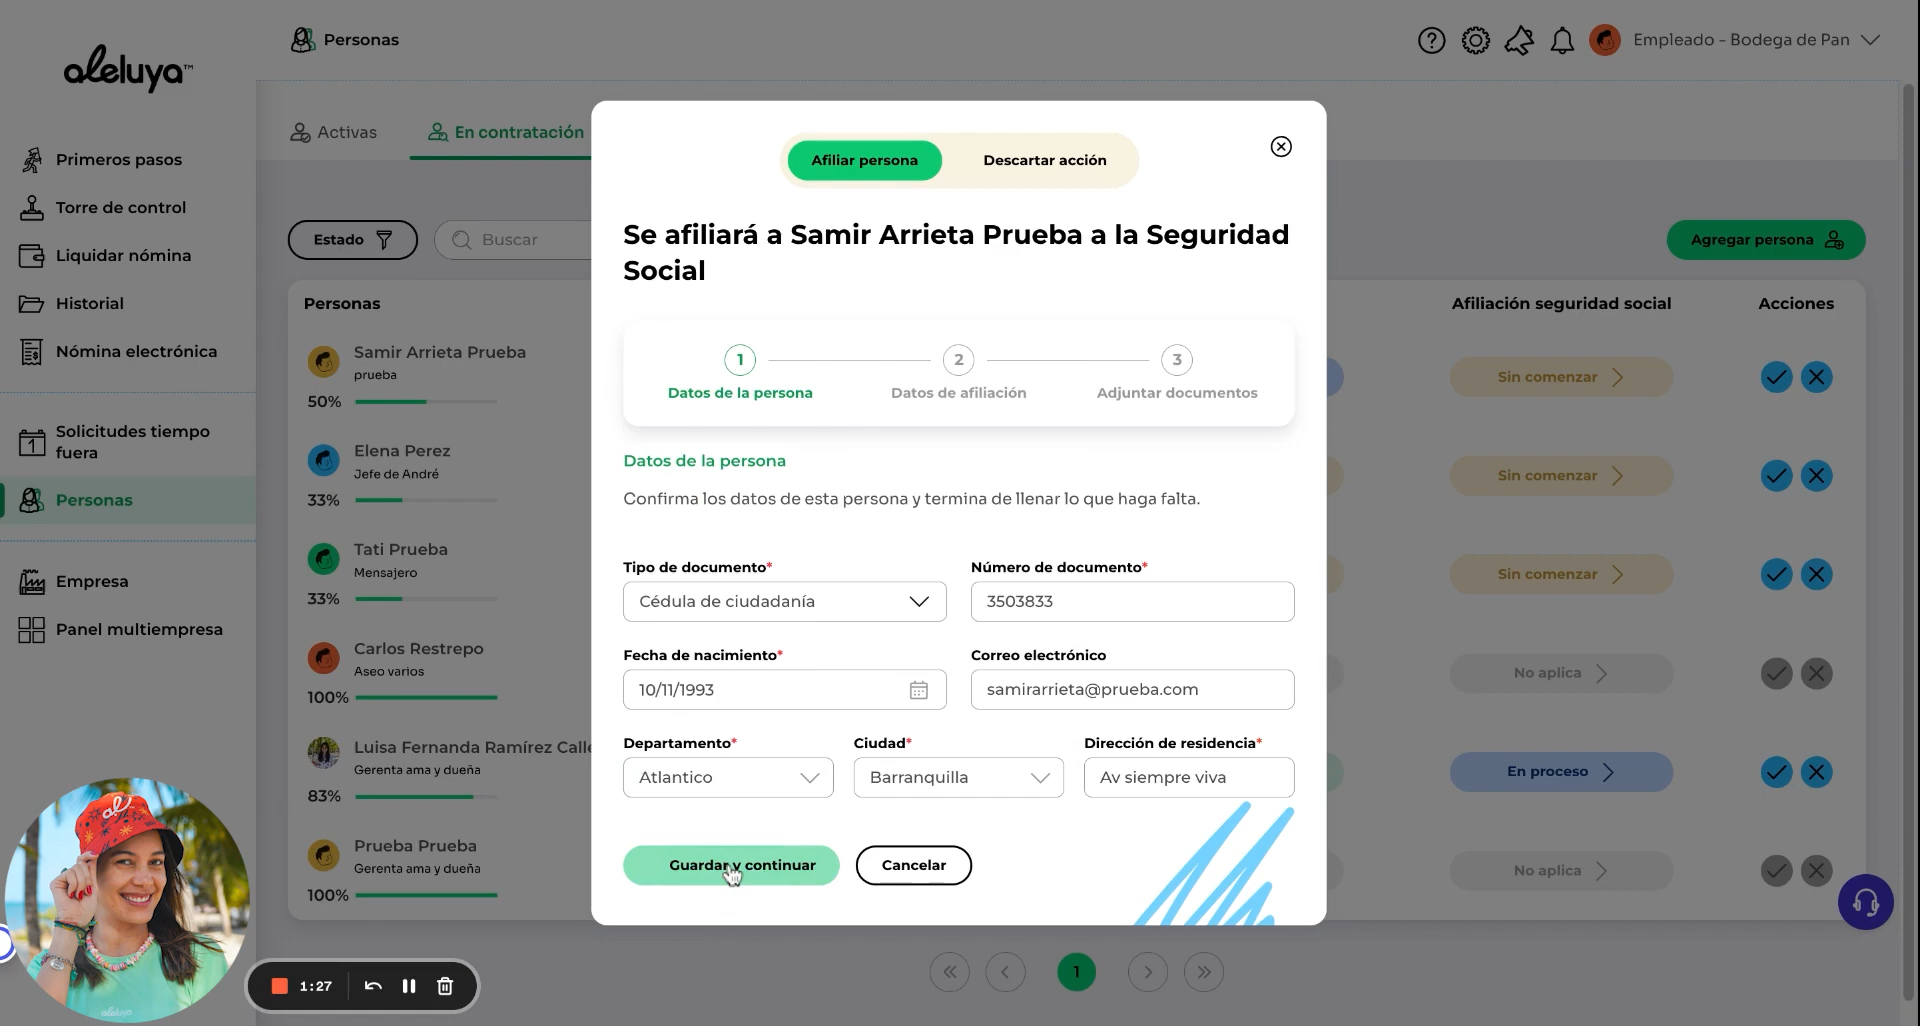 aleluya™
Personas
Empleado - Bodega de Pan
Primeros pasos
Torre de control
Liquidar nómina
Historial
Nómina electrónica
1
Solicitudes tiempo
fuera
Personas
Empresa
Panel multiempresa
Activas
En contratación
Estado
Buscar
Agregar persona
Personas
Afiliación seguridad social
Acciones
Samir Arrieta Prueba
prueba
50%
Sin comenzar
Elena Perez
Jefe de André
33%
Sin comenzar
Tati Prueba
Mensajero
33%
Sin comenzar
Carlos Restrepo
Aseo varios
100%
No aplica
Luisa Fernanda Ramírez Calle
Gerenta ama y dueña
83%
En proceso
Prueba Prueba
Gerenta ama y dueña
100%
No aplica
Afiliar persona
Descartar acción
Se afiliará a Samir Arrieta Prueba a la Seguridad
Social
1
2
3
Datos de la persona
Datos de afiliación
Adjuntar documentos
Datos de la persona
Confirma los datos de esta persona y termina de llenar lo que haga falta.
Tipo de documento*
Número de documento*
Cédula de ciudadanía
3503833
Fecha de nacimiento*
Correo electrónico
10/11/1993
samirarrieta@prueba.com
Departamento*
Ciudad*
Dirección de residencia*
Atlantico
Barranquilla
Av siempre viva
Guardar y continuar
Cancelar
1
al
aleluya
1:27